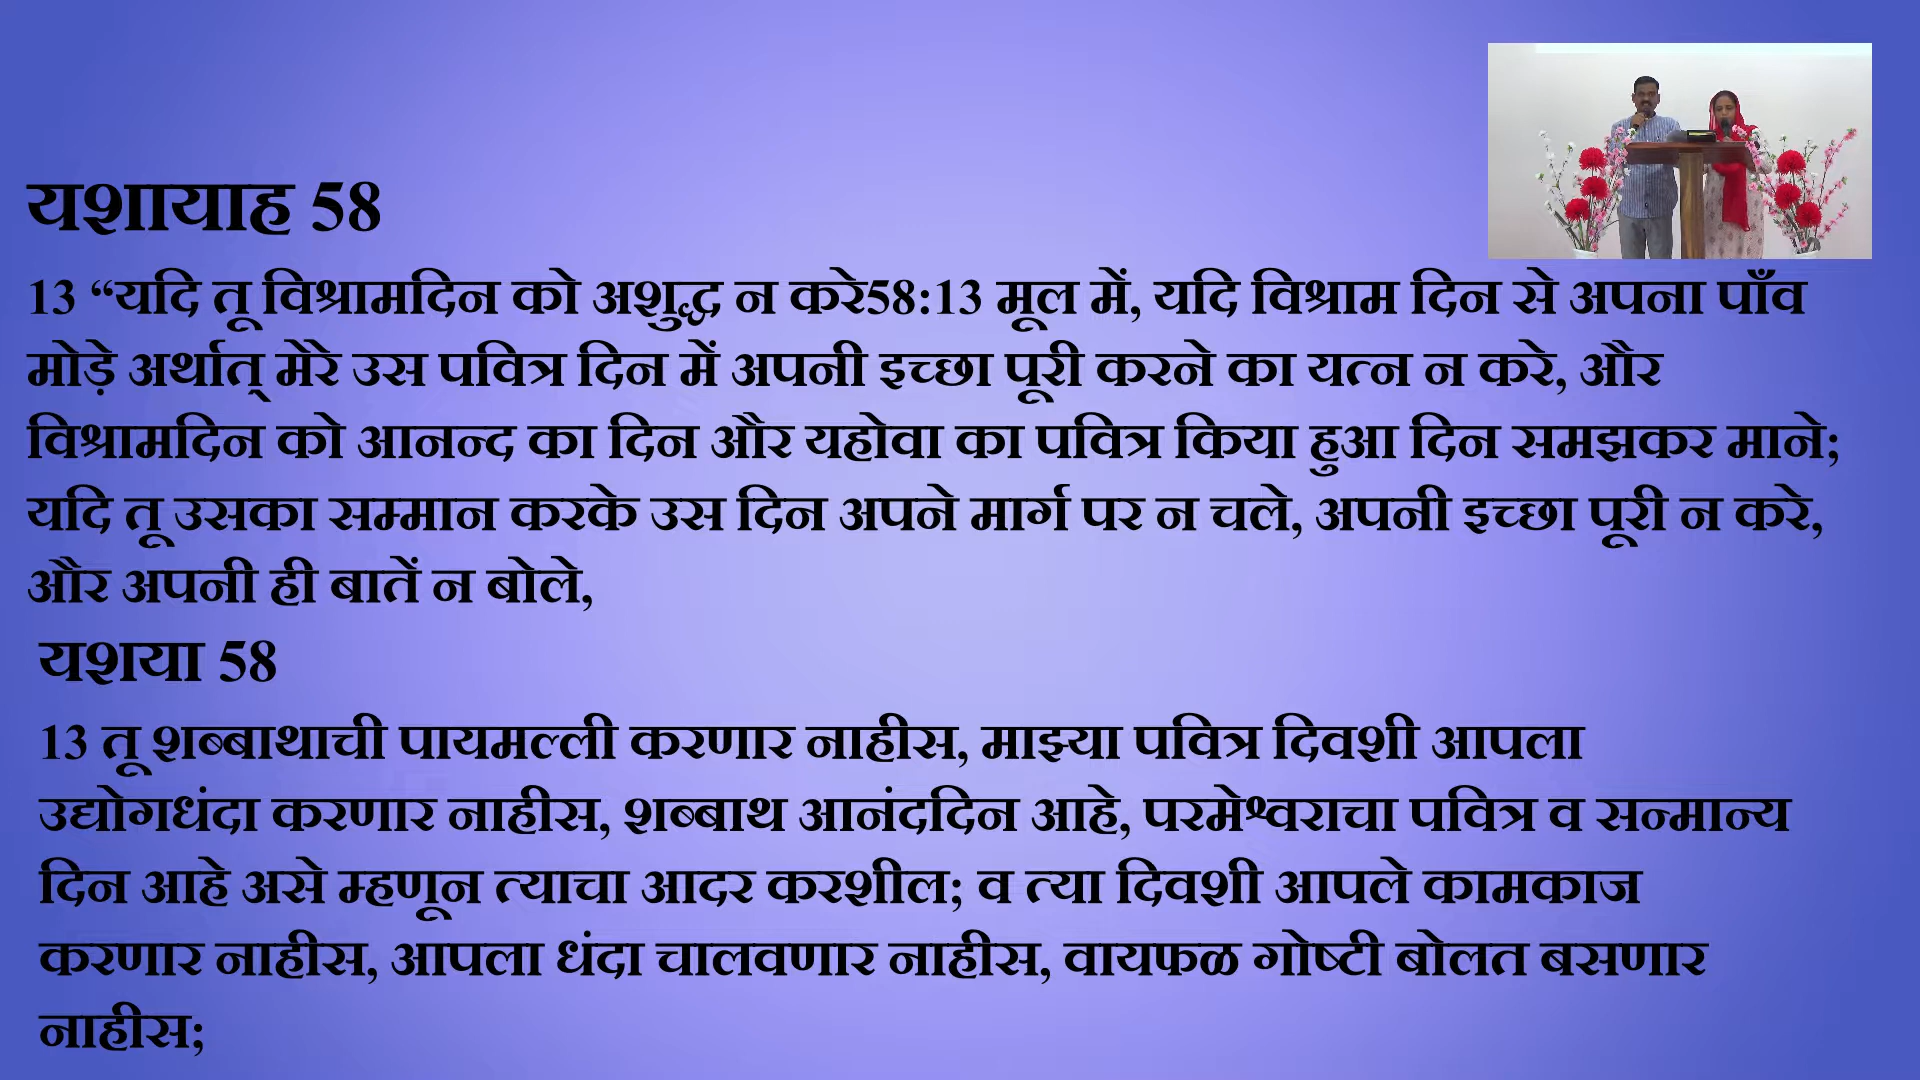 यशायाह 58
13 “यदि तू विश्रामदिन को अशुद्ध न करे58:13 मूल में, यदि विश्राम दिन से अपना पाँव
मोड़े अर्थात् मेरे उस पवित्र दिन में अपनी इच्छा पूरी करने का यत्न न करे, और
विश्रामदिन को आनन्द का दिन और यहोवा का पवित्र किया हुआ दिन समझकर माने;
यदि तू उसका सम्मान करके उस दिन अपने मार्ग पर न चले, अपनी इच्छा पूरी न करे,
और अपनी ही बातें न बोले,
यशया 58
13 तू शब्बाथाची पायमल्ली करणार नाहीस, माझ्या पवित्र दिवशी आपला
उद्योगधंदा करणार नाहीस, शब्बाथ आनंददिन आहे, परमेश्वराचा पवित्र व सन्मान्य
दिन आहे असे म्हणून त्याचा आदर करशील; व त्या दिवशी आपले कामकाज
करणार नाहीस, आपला धंदा चालवणार नाहीस, वायफळ गोष्टी बोलत बसणार
नाहीस;